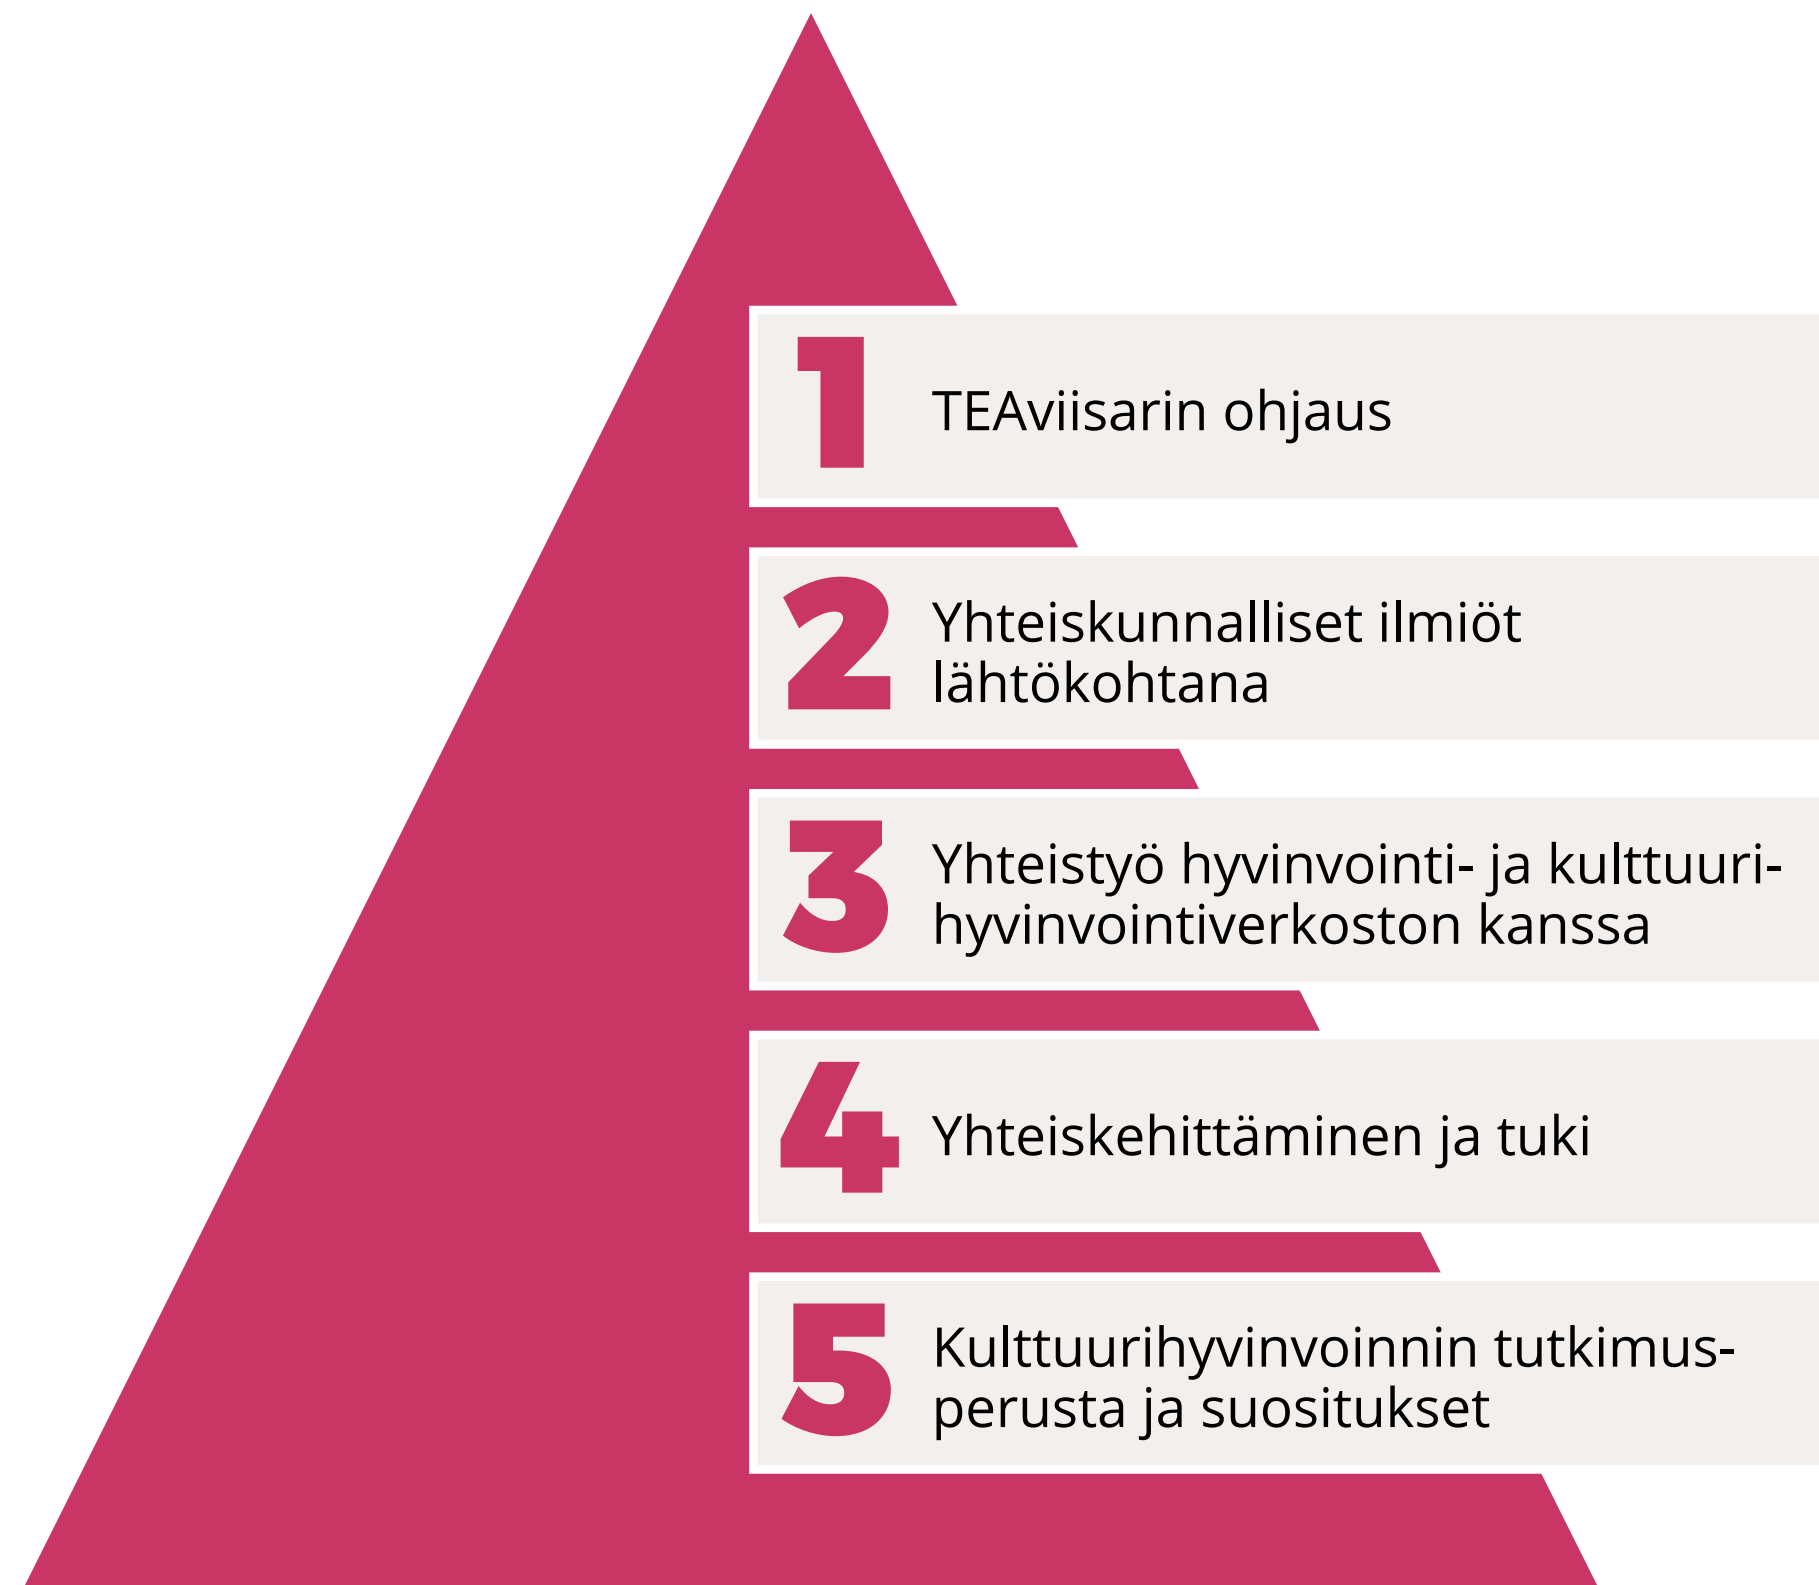 1
TEAviisarin ohjaus
2
Yhteiskunnalliset ilmiöt
lähtökohtana
3
Yhteistyö hyvinvointi- ja kulttuuri-
hyvinvointiverkoston kanssa
4
Yhteiskehittäminen ja tuki
5
Kulttuurihyvinvoinnin tutkimus-
perusta ja suositukset